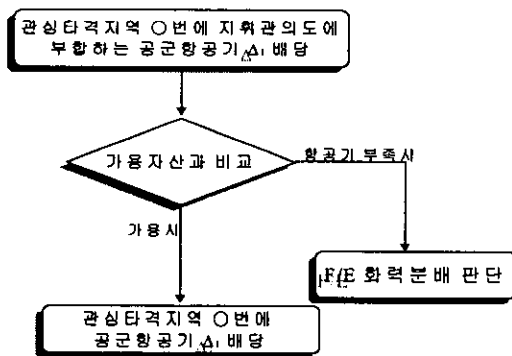 관심타격지역 ○번에 지휘관의도에
부합하는 공군항공기 △ 배당
가용자산과 비교
항공기 부족시
가용시
F/E 화력분배 판단
관심타격지역 ○번에
공군항공기 △ 배당